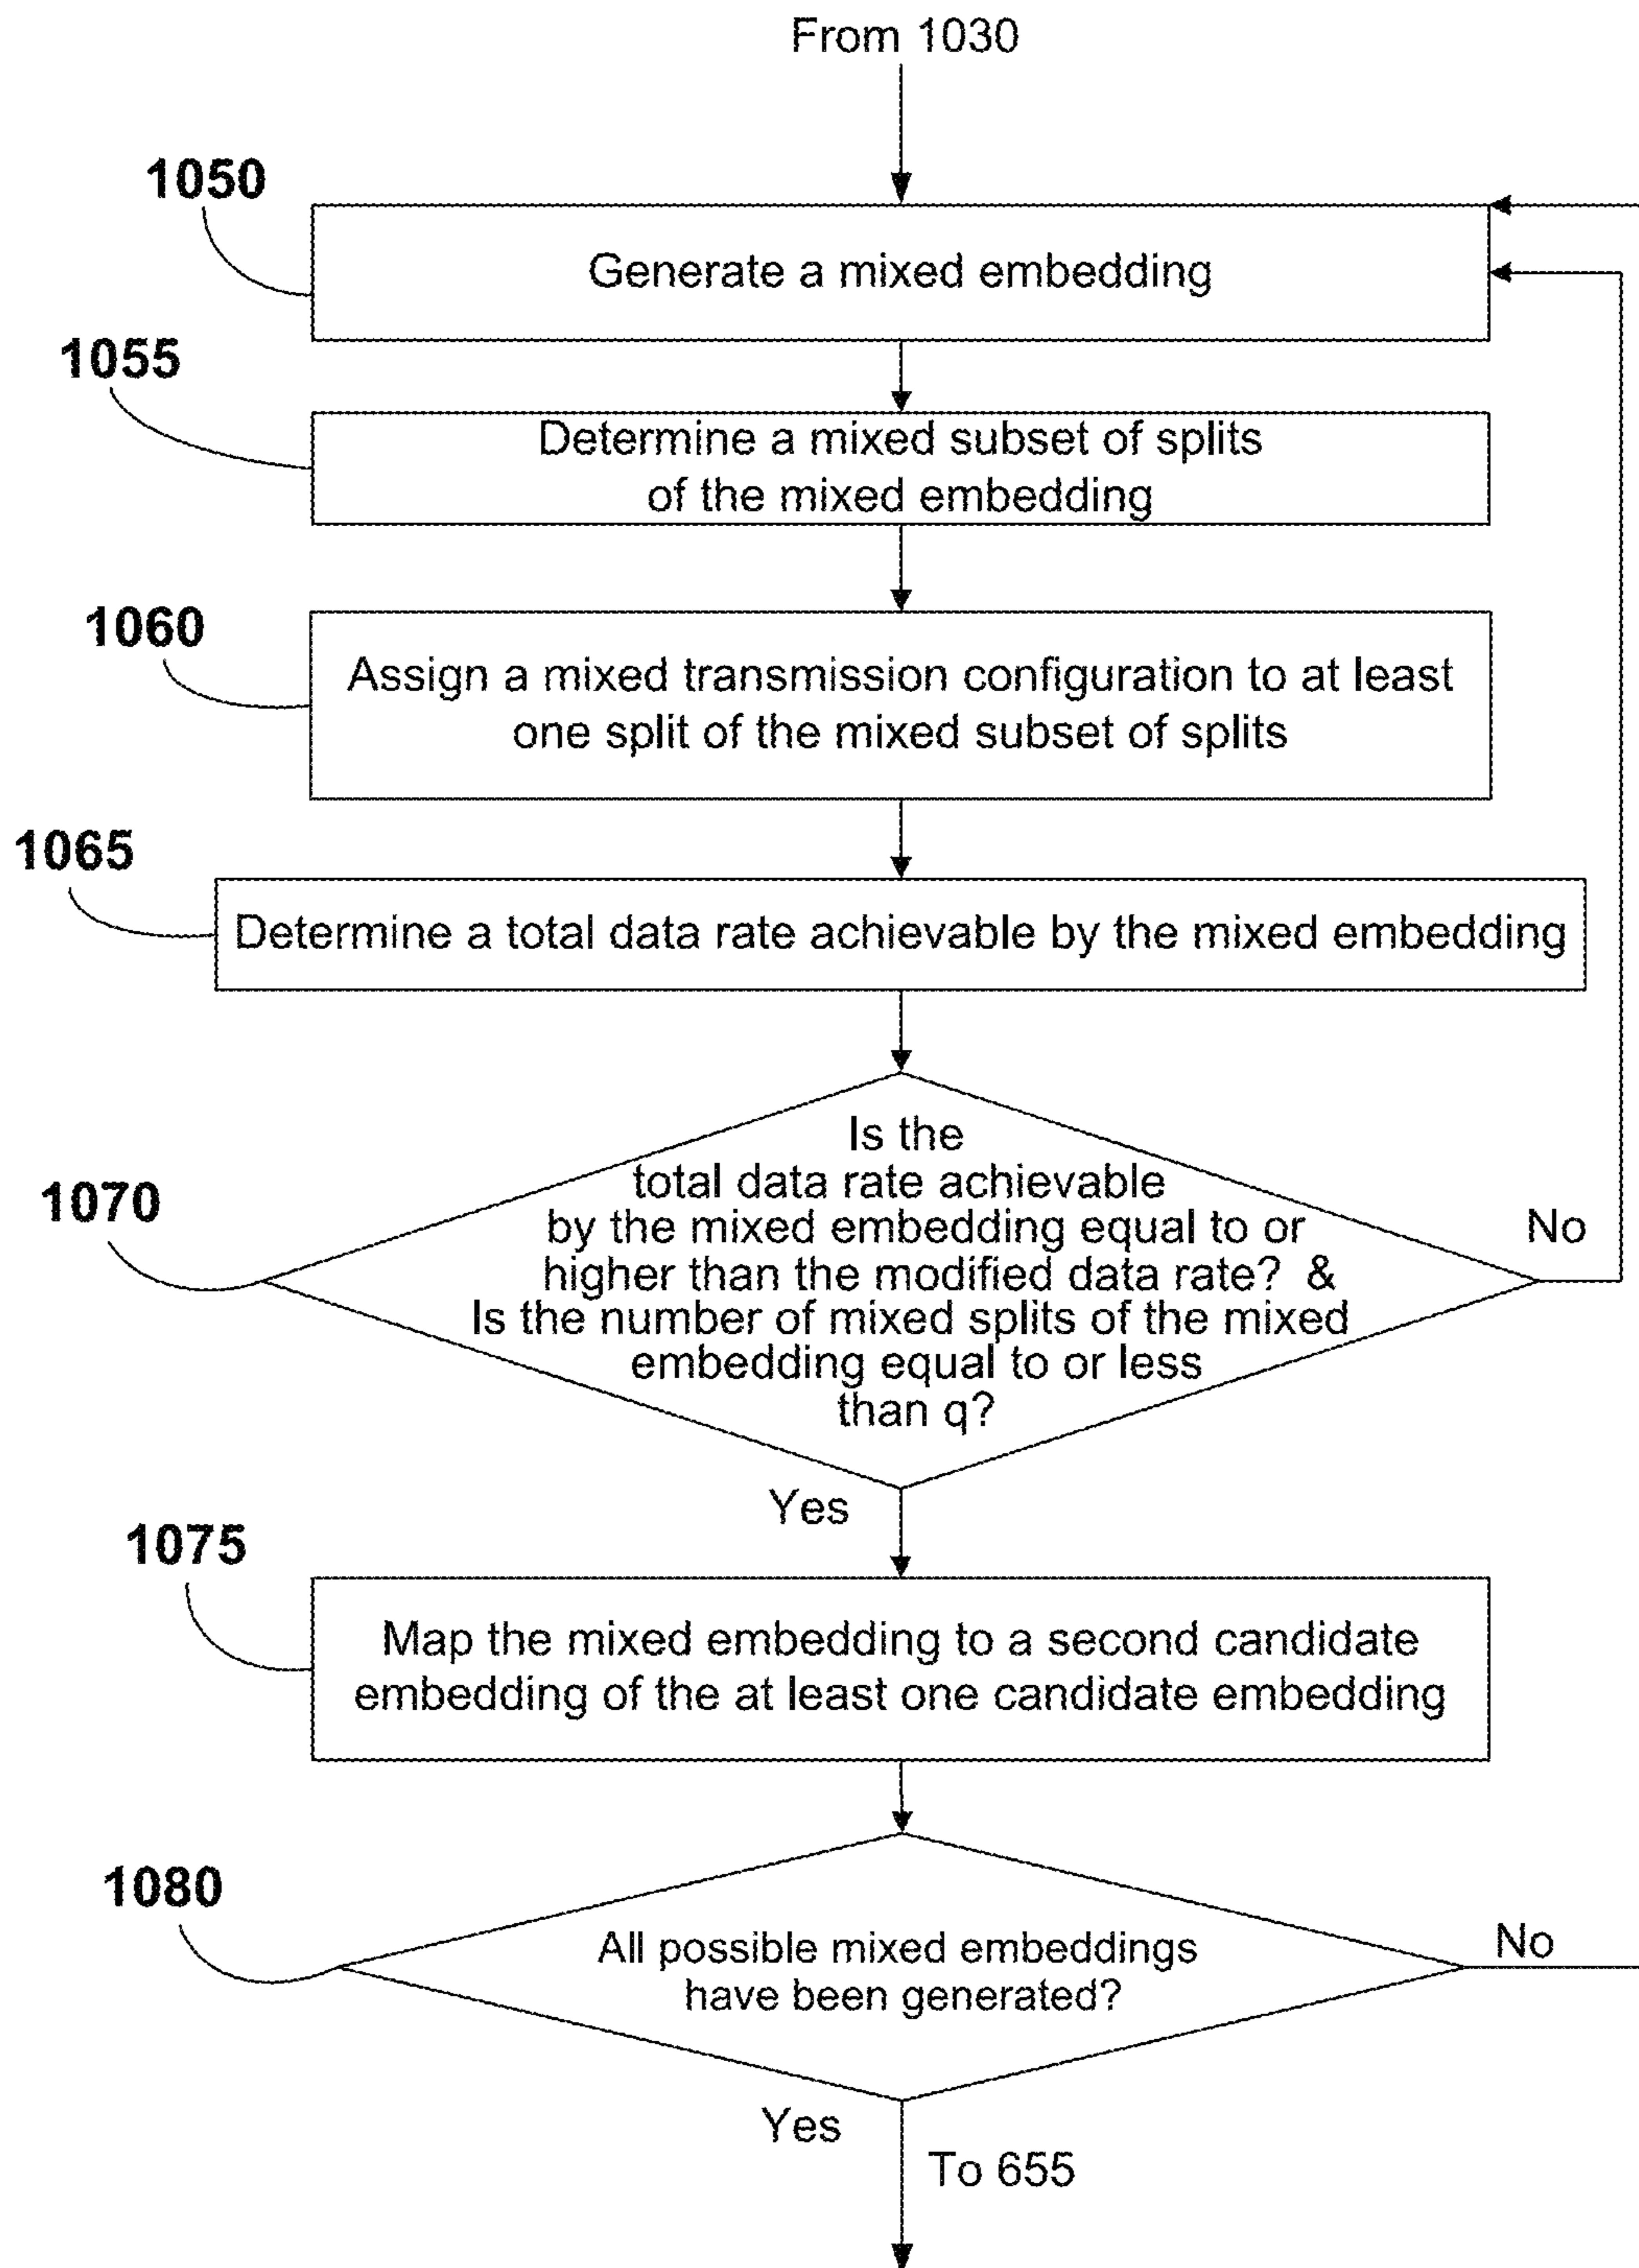 From 1030
1050
Generate a mixed embedding
1055
Determine a mixed subset of splits
of the mixed embedding
1060
Assign a mixed transmission configuration to at least
one split of the mixed subset of splits
1065
Determine a total data rate achievable by the mixed embedding
1070
Is the
total data rate achievable
by the mixed embedding equal to or
higher than the modified data rate? &
Is the number of mixed splits of the mixed
embedding equal to or less
than q?
No
Yes
1075
Map the mixed embedding to a second candidate
embedding of the at least one candidate embedding
1080
All possible mixed embeddings
have been generated?
No
Yes
To 655